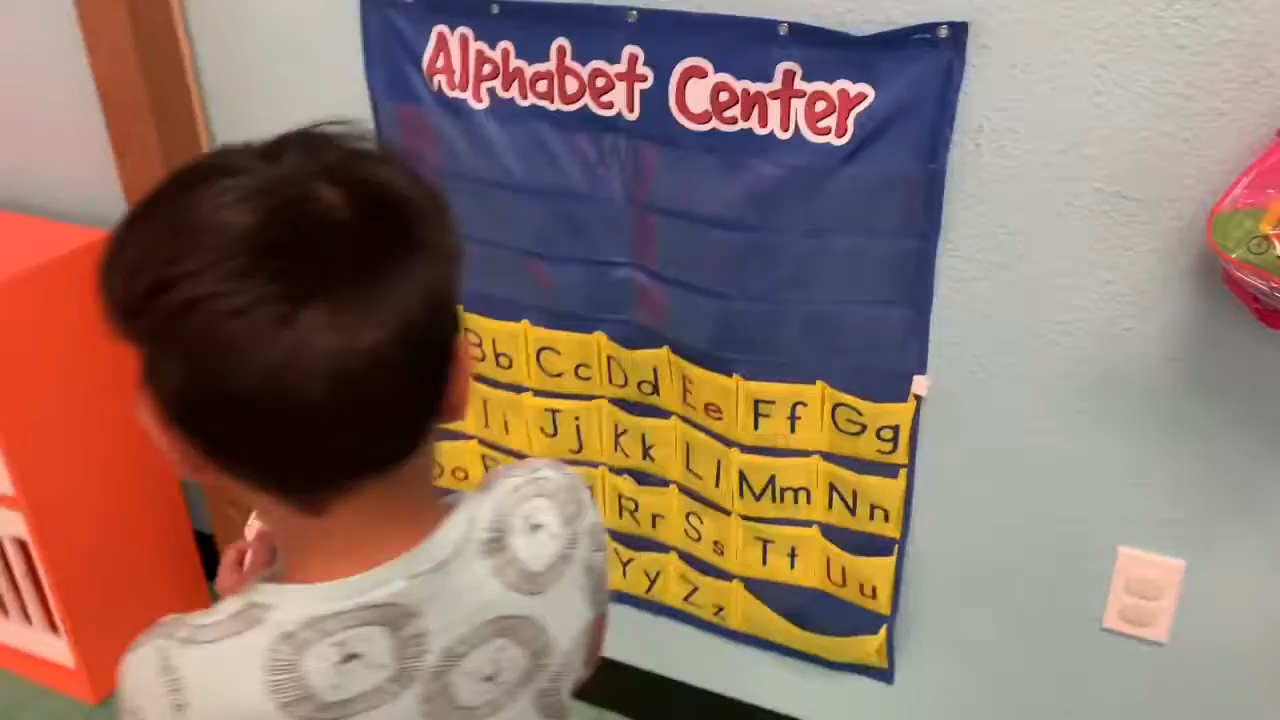 Alphabet Center
Bb Cc Dd Ee Ff Gg
Ii Jj Kk Ll Mm Nn
Rr Ss Tt Uu
Yy Zz